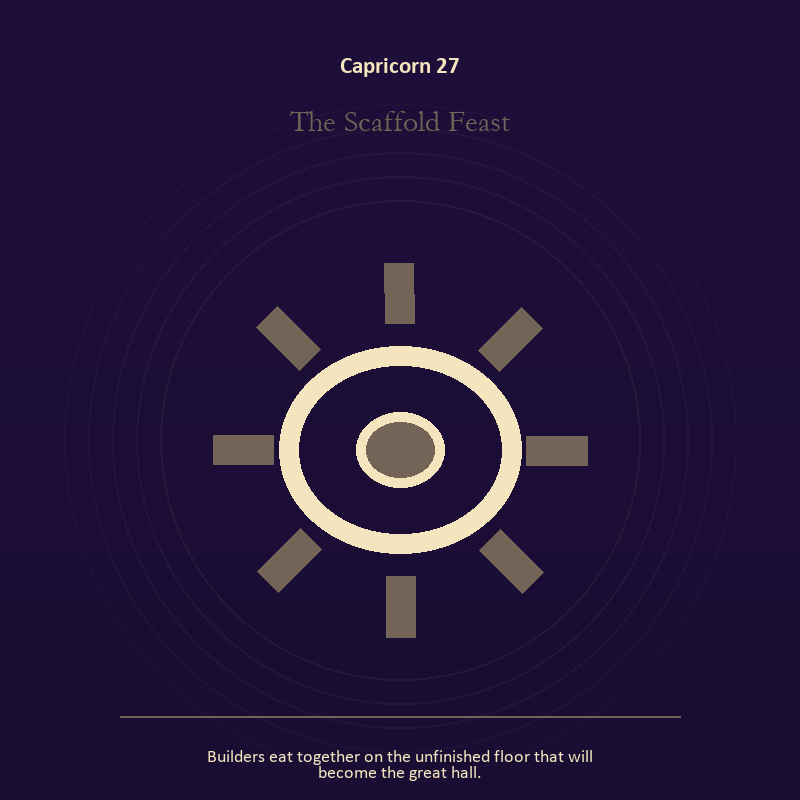 Capricorn 27
The Scaffold Feast
Builders eat together on the unfinished floor that will
become the great hall.